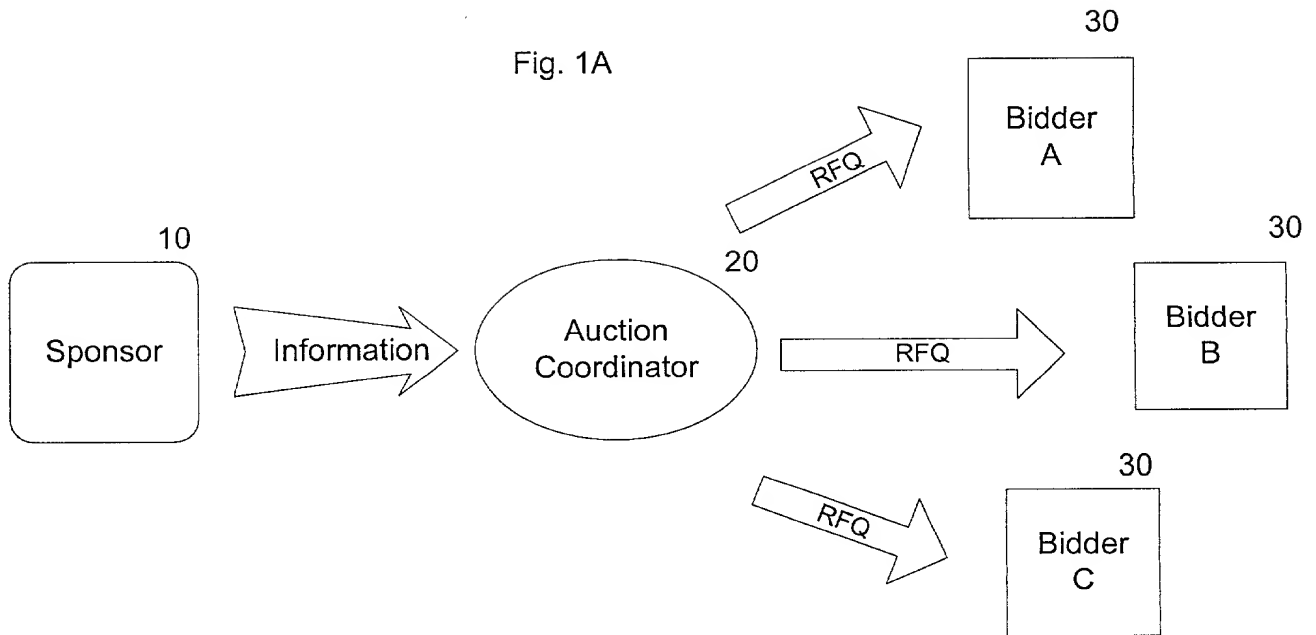 Fig. 1A
30
Bidder
A
RFQ
10
Sponsor
Information
20
Auction
Coordinator
RFQ
30
Bidder
B
RFQ
30
Bidder
C